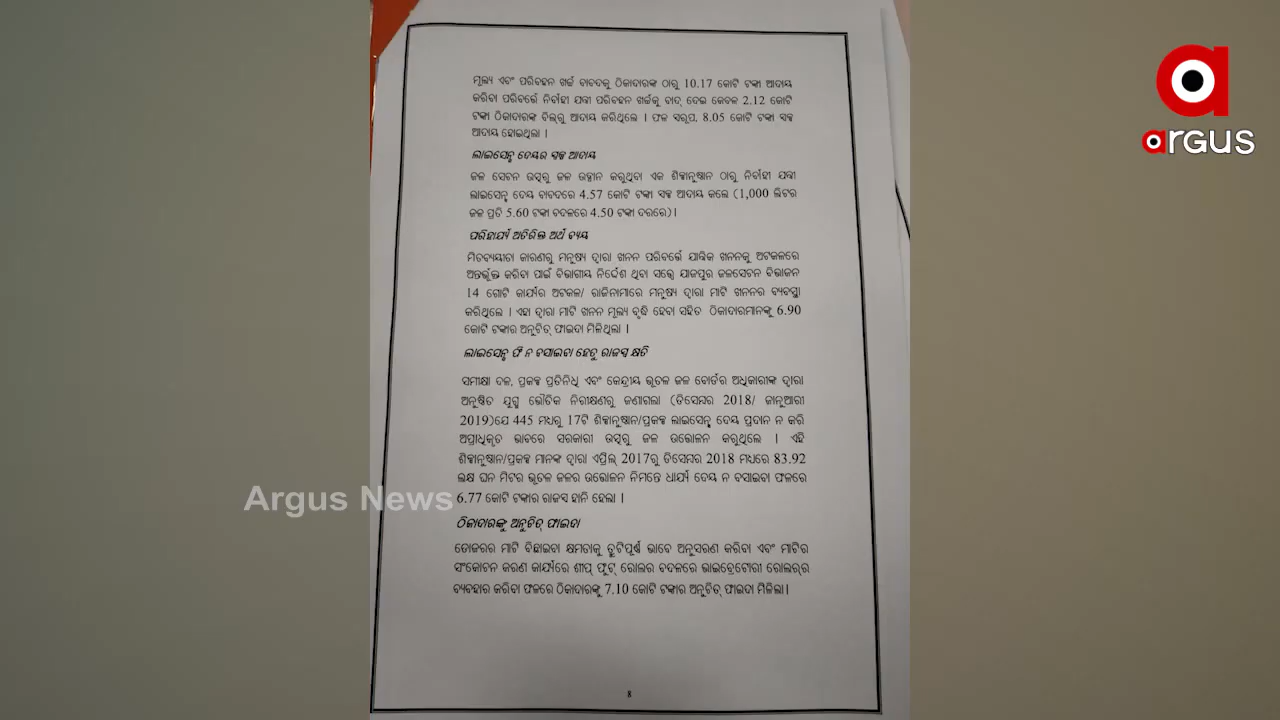 ମୂଲ୍ୟ ଏବଂ ପରିବହନ ଖର୍ଚ୍ଚ ବାବଦକୁ ଠିକାଦାରଙ୍କ ଠାରୁ 10.17 କୋଟି ଟଙ୍କା ଆଦାୟ
କରିବା ପରିବର୍ତ୍ତେ ନିର୍ବାହୀ ଯନ୍ତ୍ରୀ ପରିବହନ ଖର୍ଚ୍ଚକୁ ବାଦ୍ ଦେଇ କେବଳ 2.12 କୋଟି
ଟଙ୍କା ଠିକାଦାରଙ୍କ ବିଲ୍‌ରୁ ଆଦାୟ କରିଥିଲେ । ଫଳ ସ୍ୱରୂପ, 8.05 କୋଟି ଟଙ୍କା ସ୍ୱଳ୍ପ
ଆଦାୟ ହୋଇଥିଲା ।
ଲାଇସେନ୍ସ ଦେୟର ସ୍ୱଳ୍ପ ଆଦାୟ
ଜଳ ସେଚନ ଉତ୍ସରୁ ଜଳ ଉତ୍ତୋଳନ କରୁଥିବା ଏକ ଶିଳ୍ପାନୁଷ୍ଠାନ ଠାରୁ ନିର୍ବାହୀ ଯନ୍ତ୍ରୀ
ଲାଇସେନ୍ସ ଦେୟ ବାବଦରେ 4.57 କୋଟି ଟଙ୍କା ସ୍ୱଳ୍ପ ଆଦାୟ କଲେ (1,000 ଲିଟର
ଜଳ ପ୍ରତି 5.60 ଟଙ୍କା ବଦଳରେ 4.50 ଟଙ୍କା ଦରରେ)।
ପରିହାର୍ଯ୍ୟ ଅତିରିକ୍ତ ଅର୍ଥ ବ୍ୟୟ
ମିତବ୍ୟୟୀତା କାରଣରୁ ମନୁଷ୍ୟ ଦ୍ୱାରା ଖନନ ପରିବର୍ତ୍ତେ ଯାନ୍ତ୍ରିକ ଖନନକୁ ଅଟକଳରେ
ଅନ୍ତର୍ଭୂକ୍ତ କରିବା ପାଇଁ ବିଭାଗୀୟ ନିର୍ଦ୍ଦେଶ ଥିବା ସତ୍ତ୍ୱେ ଯାଜପୁର ଜଳସେଚନ ବିଭାଜନ
14 ଗୋଟି କାର୍ଯ୍ୟର ଅଟକଳ/ ରାଜିନାମାରେ ମନୁଷ୍ୟ ଦ୍ୱାରା ମାଟି ଖନନର ବ୍ୟବସ୍ଥା
କରିଥିଲେ । ଏହା ଦ୍ୱାରା ମାଟି ଖନନ ମୂଲ୍ୟ ବୃଦ୍ଧି ହେବା ସହିତ ଠିକାଦାରମାନଙ୍କୁ 6.90
କୋଟି ଟଙ୍କାର ଅନୁଚିତ୍ ଫାଇଦା ମିଳିଥିଲା ।
ଲାଇସେନ୍ସ ଫି ନ ବସାଇବା ହେତୁ ରାଜସ୍ୱ କ୍ଷତି
ସମୀକ୍ଷା ଦଳ, ପ୍ରକଳ୍ପ ପ୍ରତିନିଧି ଏବଂ କେନ୍ଦ୍ରୀୟ ଭୂତଳ ଜଳ ବୋର୍ଡର ଅଧିକାରୀଙ୍କ ଦ୍ୱାରା
ଅନୁଷ୍ଠିତ ଯୁଗ୍ମ ଭୌତିକ ନିରୀକ୍ଷଣରୁ ଜଣାଗଲା (ଡିସେମ୍ବର 2018/ ଜାନୁଆରୀ
2019)ଯେ 445 ମଧ୍ୟରୁ 17ଟି ଶିଳ୍ପାନୁଷ୍ଠାନ/ପ୍ରକଳ୍ପ ଲାଇସେନ୍ସ ଦେୟ ପ୍ରଦାନ ନ କରି
ଅପ୍ରାଧିକୃତ ଭାବରେ ସରକାରୀ ଉତ୍ସରୁ ଜଳ ଉତ୍ତୋଳନ କରୁଥିଲେ । ଏହି
ଶିଳ୍ପାନୁଷ୍ଠାନ/ପ୍ରକଳ୍ପ ମାନଙ୍କ ଦ୍ୱାରା ଏପ୍ରିଲ୍ 2017ରୁ ଡିସେମ୍ବର 2018 ମଧ୍ୟରେ 83.92
ଲକ୍ଷ ଘନ ମିଟର ଭୂତଳ ଜଳର ଉତ୍ତୋଳନ ନିମନ୍ତେ ଧାର୍ଯ୍ୟ ଦେୟ ନ ବସାଇବା ଫଳରେ
6.77 କୋଟି ଟଙ୍କାର ରାଜସ୍ୱ ହାନି ହେଲା ।
ଠିକାଦାରଙ୍କୁ ଅନୁଚିତ୍ ଫାଇଦା
ଡୋଜରର ମାଟି ବିଛାଇବା କ୍ଷମତାକୁ ତ୍ରୁଟିପୂର୍ଣ୍ଣ ଭାବେ ଅନୁସରଣ କରିବା ଏବଂ ମାଟିର
ସଂକୋଚନ କରଣ କାର୍ଯ୍ୟରେ ଶୀପ୍ ଫୁଟ୍ ରୋଲର ବଦଳରେ ଭାଇବ୍ରେଟୋରୀ ରୋଲର୍‌ର
ବ୍ୟବହାର କରିବା ଫଳରେ ଠିକାଦାରଙ୍କୁ 7.10 କୋଟି ଟଙ୍କାର ଅନୁଚିତ୍ ଫାଇଦା ମିଳିଲା।
8
Argus News
argus